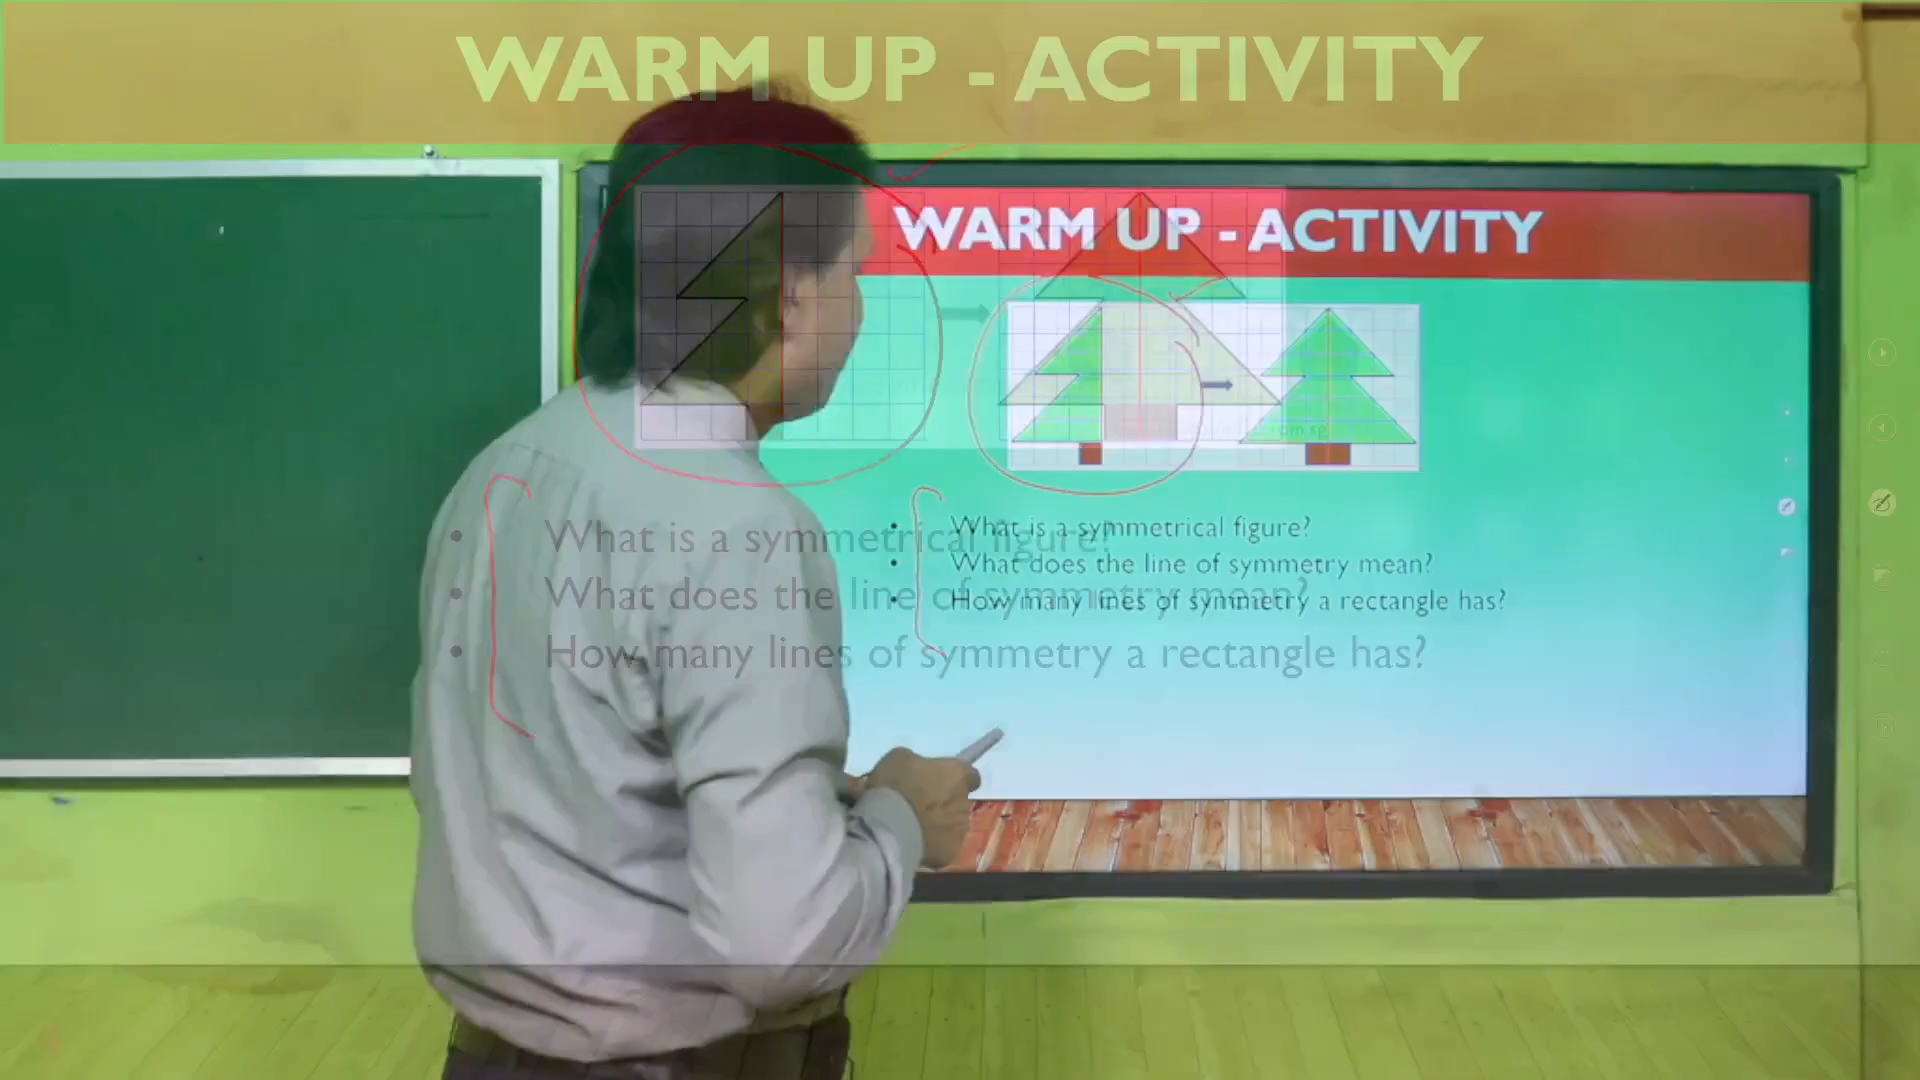 WARM UP - ACTIVITY
WARM UP - ACTIVITY
• What is a symmetrical figure?
• What does the line of symmetry mean?
• How many lines of symmetry a rectangle has?
• What is a symmetrical figure?
• What does the line of symmetry mean?
• How many lines of symmetry a rectangle has?